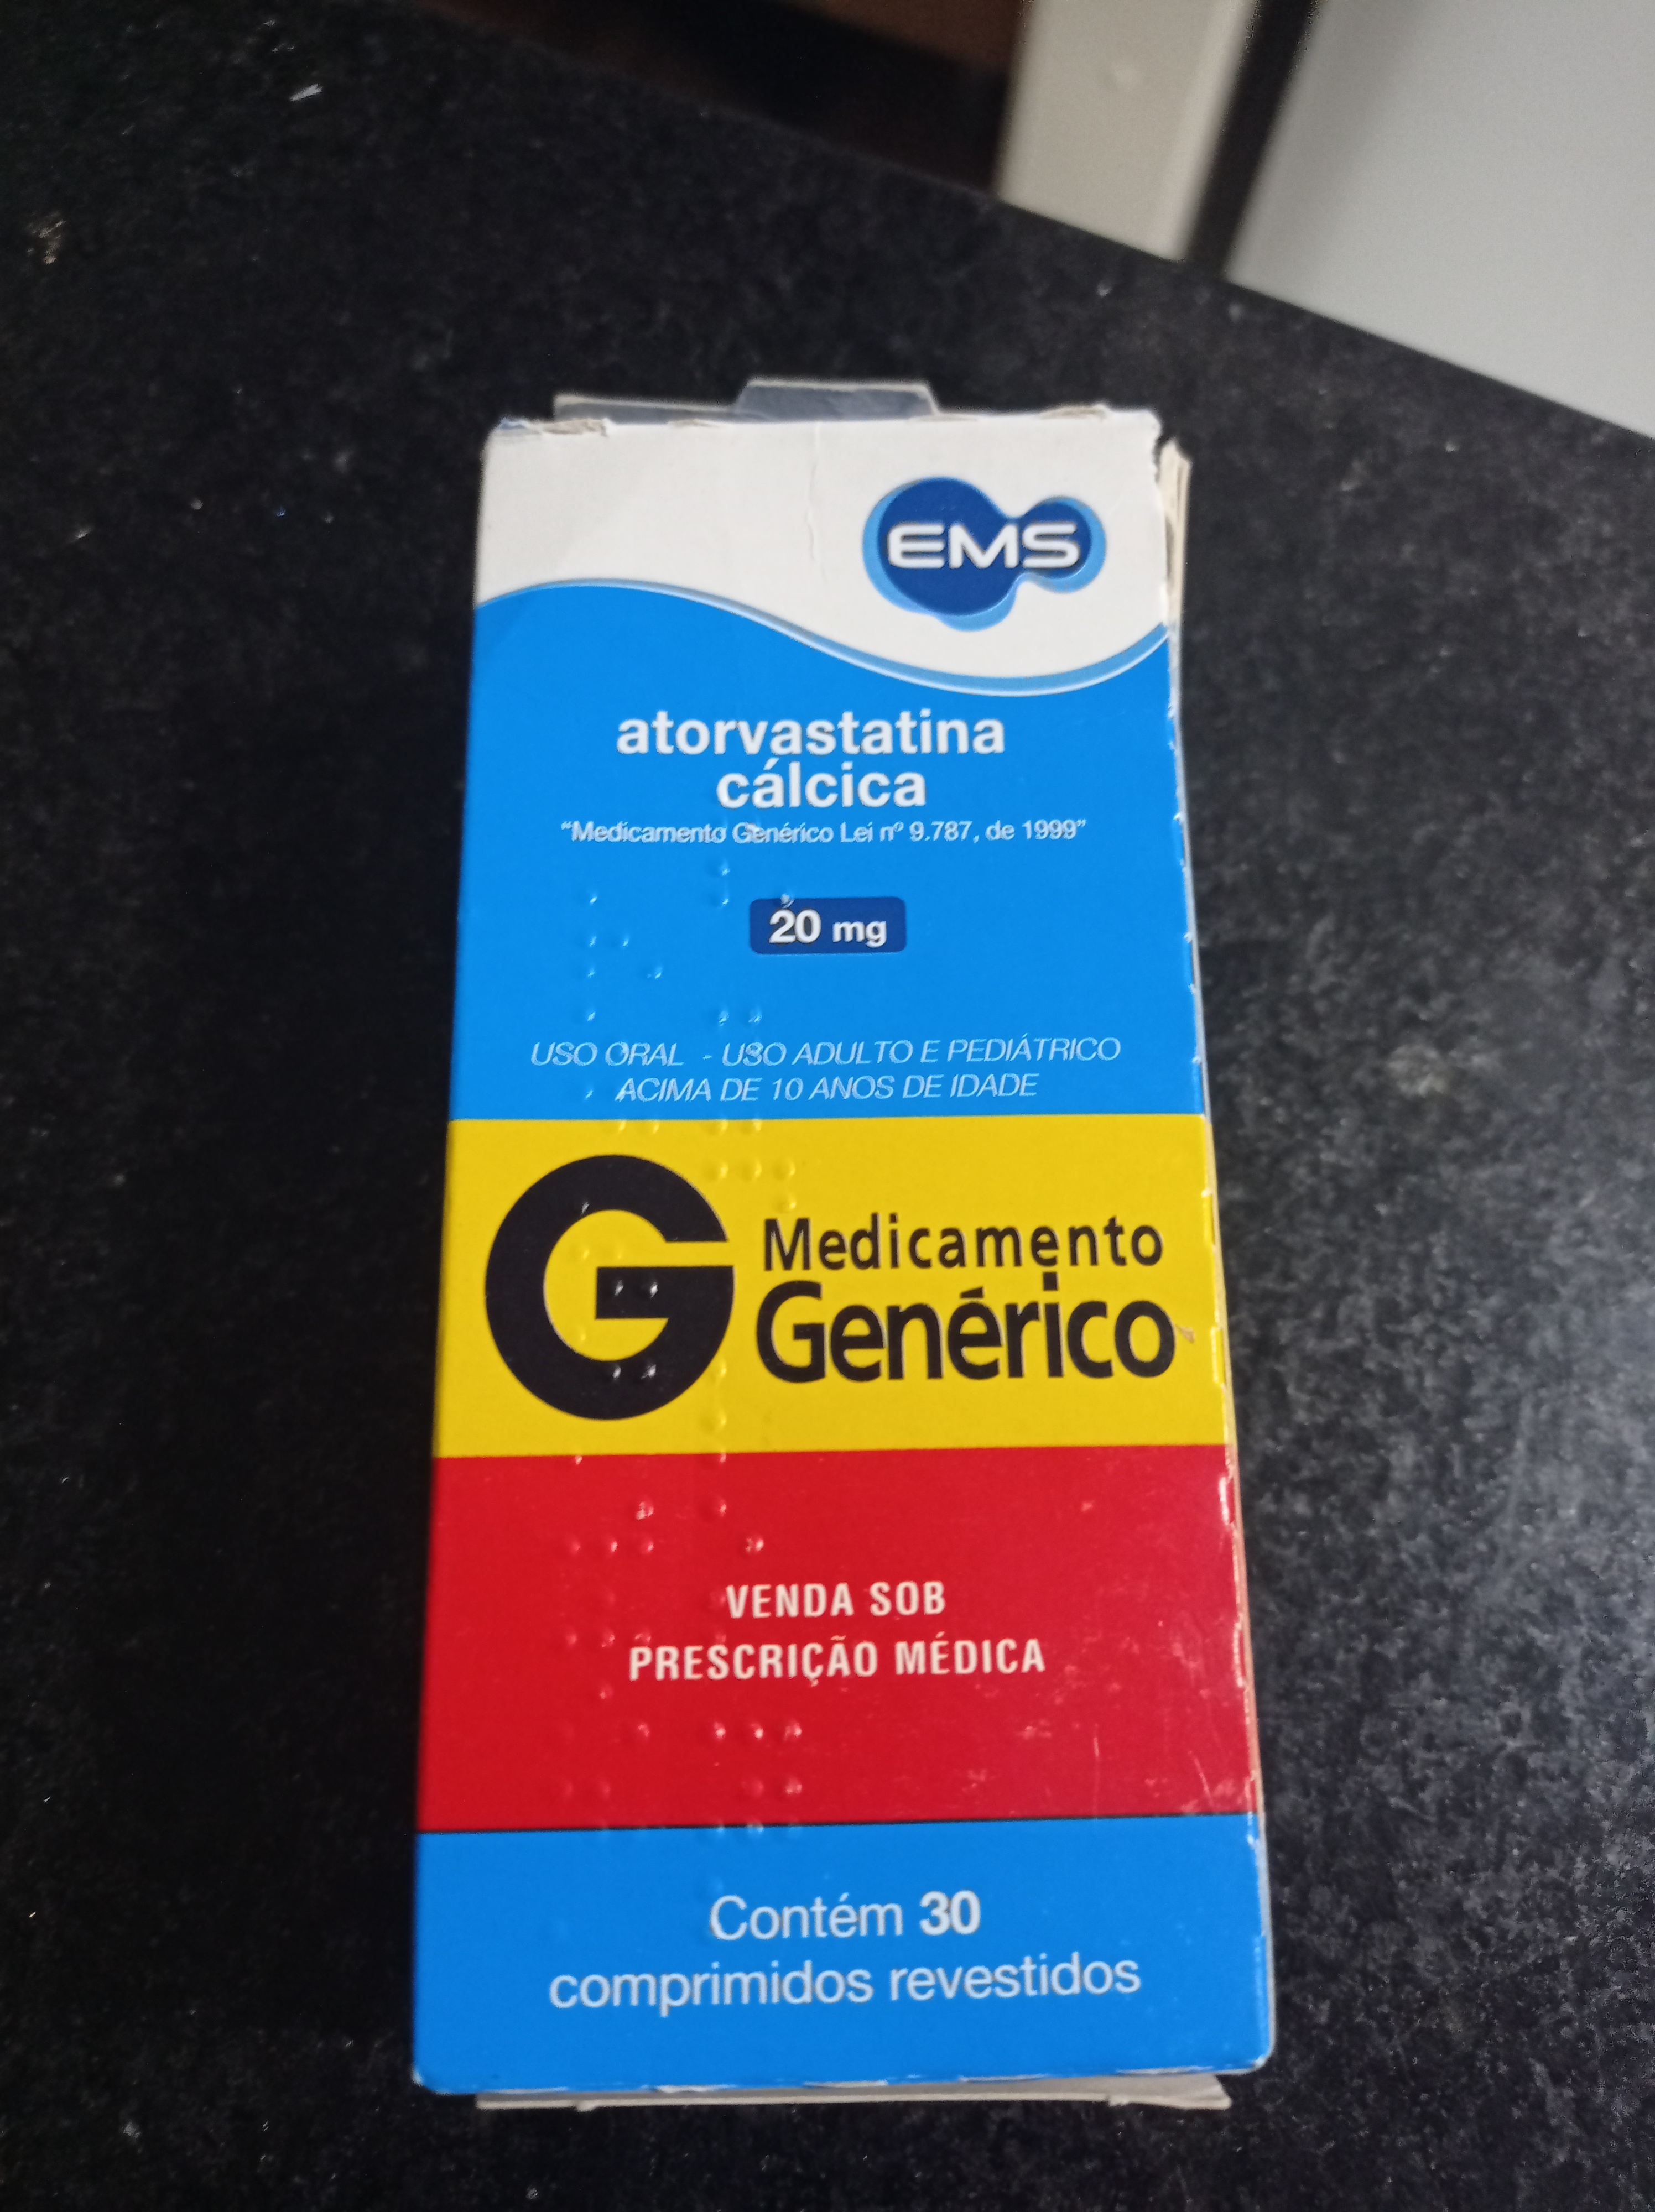 EMS
atorvastatina
cálcica
“Medicamento Genérico Lei nº 9.787, de 1999”
20 mg
USO ORAL - USO ADULTO E PEDIÁTRICO
ACIMA DE 10 ANOS DE IDADE
G
Medicamento
Genérico
VENDA SOB
PRESCRIÇÃO MÉDICA
Contém 30
comprimidos revestidos